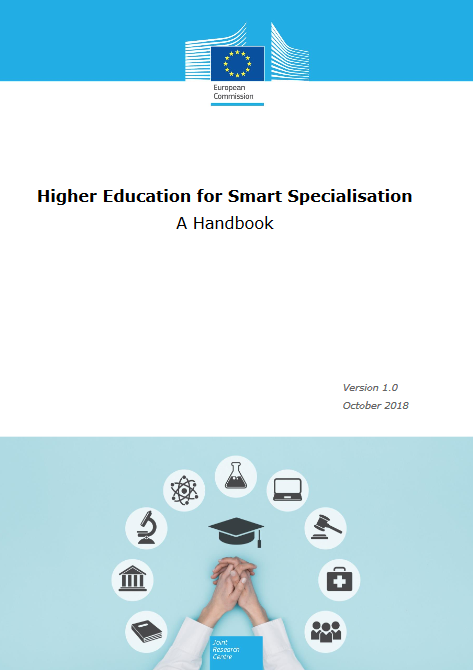 European
Commission
Higher Education for Smart Specialisation
A Handbook
Version 1.0
October 2018
Joint
Research
Centre